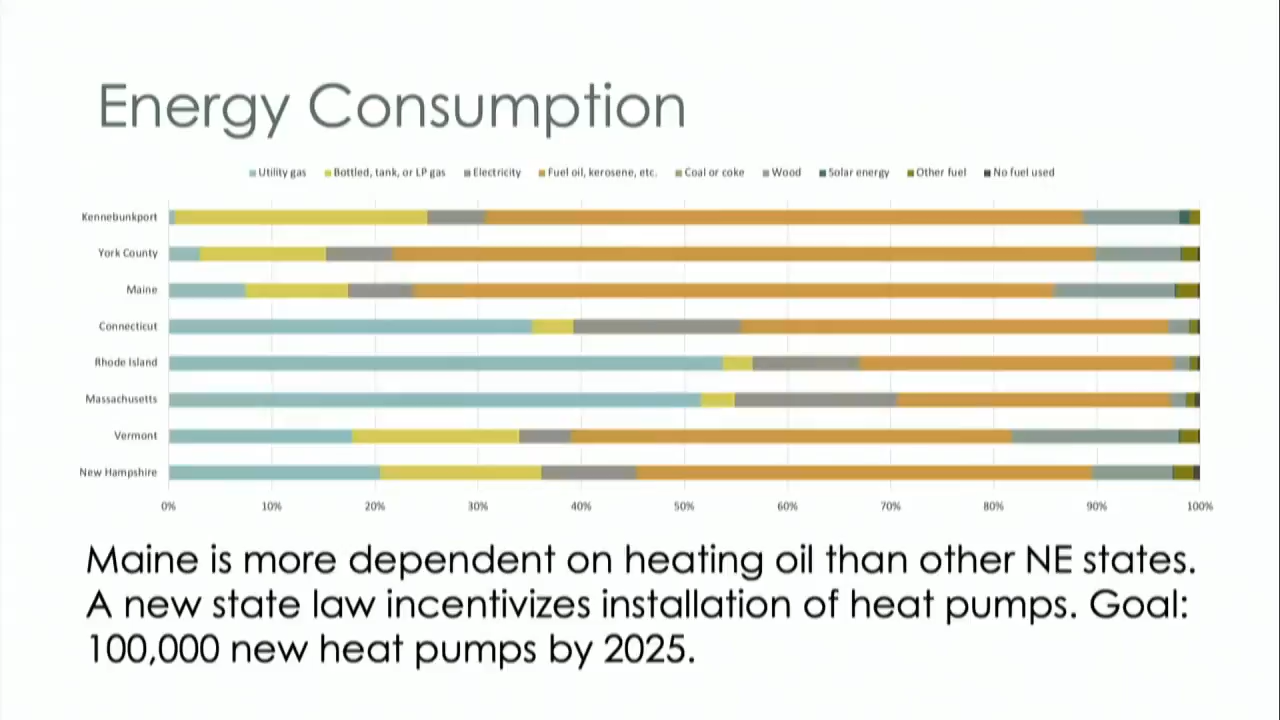 Energy Consumption
Utility gas Bottled, tank, or LP gas Electricity Fuel oil, kerosene, etc. Coal or coke Wood Solar energy Other fuel No fuel used
Kennebunkport
York County
Maine
Connecticut
Rhode Island
Massachusetts
Vermont
New Hampshire
0% 10% 20% 30% 40% 50% 60% 70% 80% 90% 100%
Maine is more dependent on heating oil than other NE states.
A new state law incentivizes installation of heat pumps. Goal:
100,000 new heat pumps by 2025.